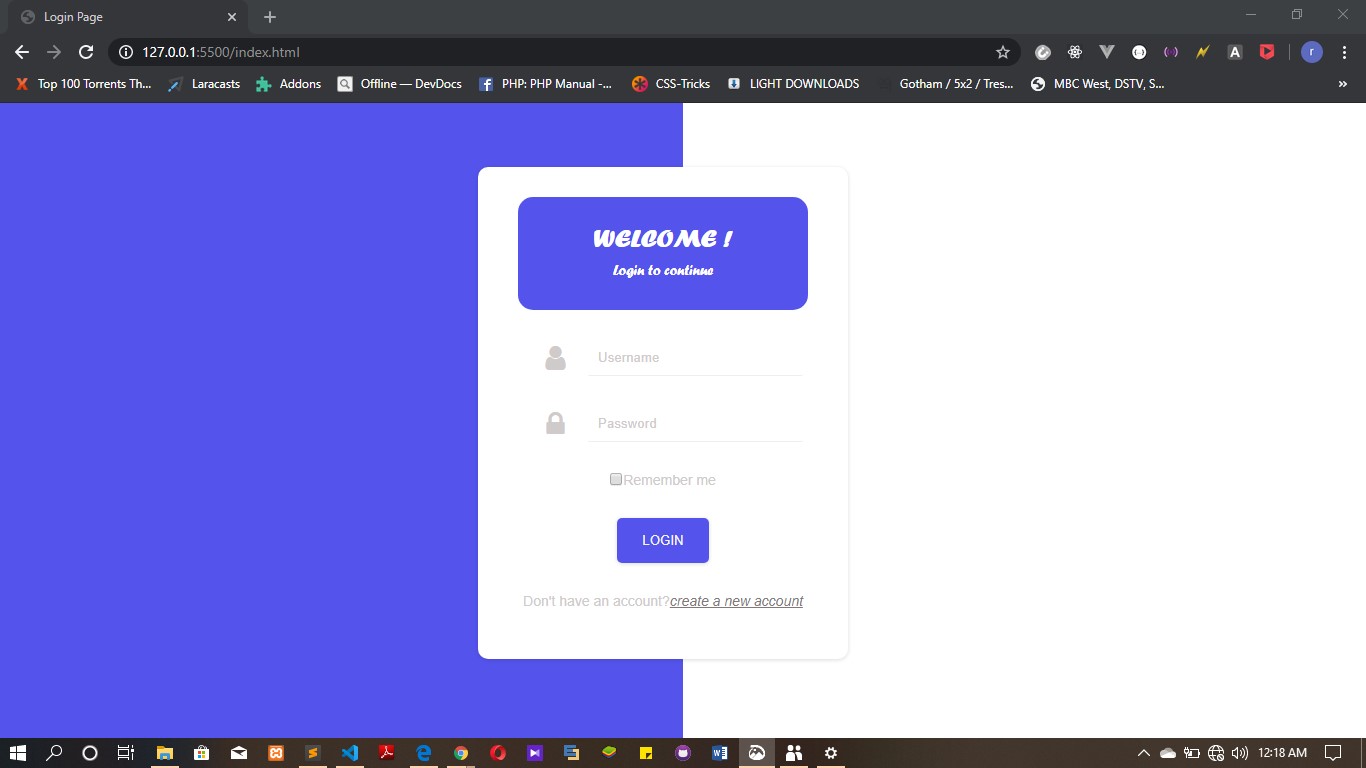 Login Page
127.0.0.1:5500/index.html
r
Top 100 Torrents Th...
Laracasts
Addons
Offline — DevDocs
PHP: PHP Manual -...
CSS-Tricks
LIGHT DOWNLOADS
Gotham / 5x2 / Tres...
MBC West, DSTV, S...
»
WELCOME !
Login to continue
Username
Password
Remember me
LOGIN
Don't have an account?create a new account
12:18 AM